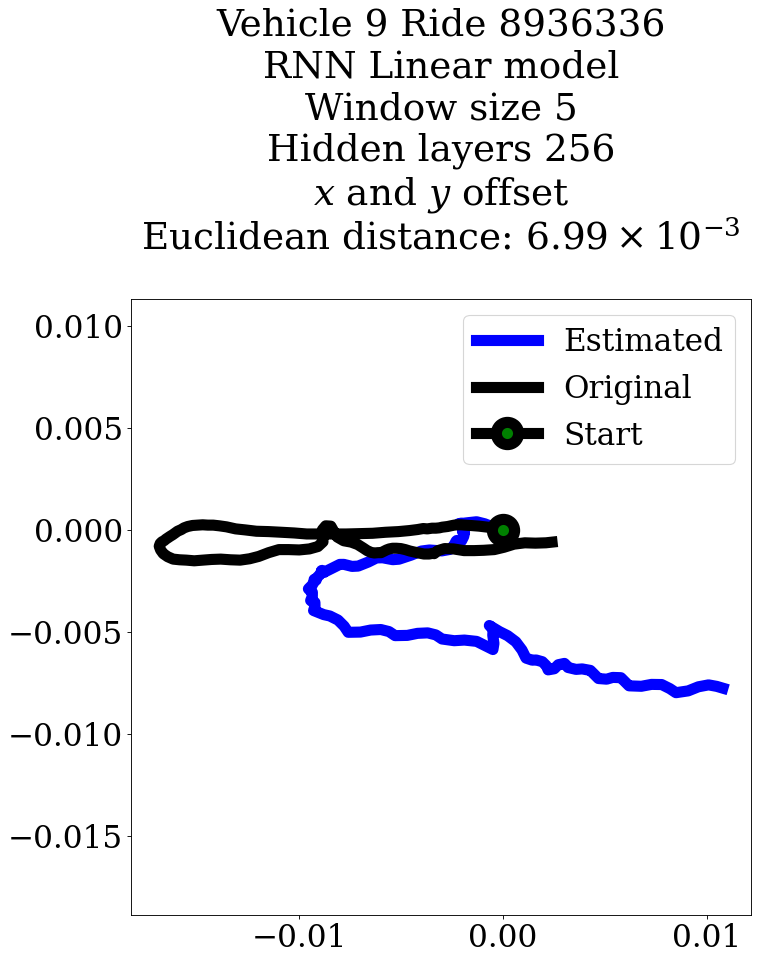 Vehicle 9 Ride 8936336
RNN Linear model
Window size 5
Hidden layers 256
x and y offset
Euclidean distance: 6.99 × 10⁻³
Estimated
Original
Start
0.010
0.005
0.000
−0.005
−0.010
−0.015
−0.01
0.00
0.01